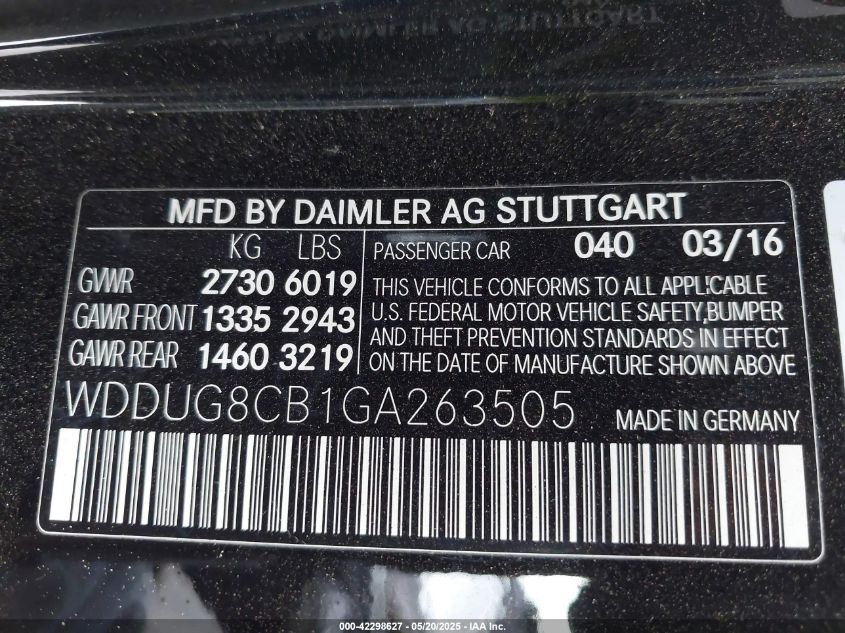 MFD BY DAIMLER AG STUTTGART
KG LBS
GVWR 2730 6019
GAWR FRONT 1335 2943
GAWR REAR 1460 3219
PASSENGER CAR 040 03/16
THIS VEHICLE CONFORMS TO ALL APPLICABLE
U.S. FEDERAL MOTOR VEHICLE SAFETY, BUMPER
AND THEFT PREVENTION STANDARDS IN EFFECT
ON THE DATE OF MANUFACTURE SHOWN ABOVE
WDDUG8CB1GA263505 MADE IN GERMANY
000-42298627 - 05/20/2025 - IAA Inc.